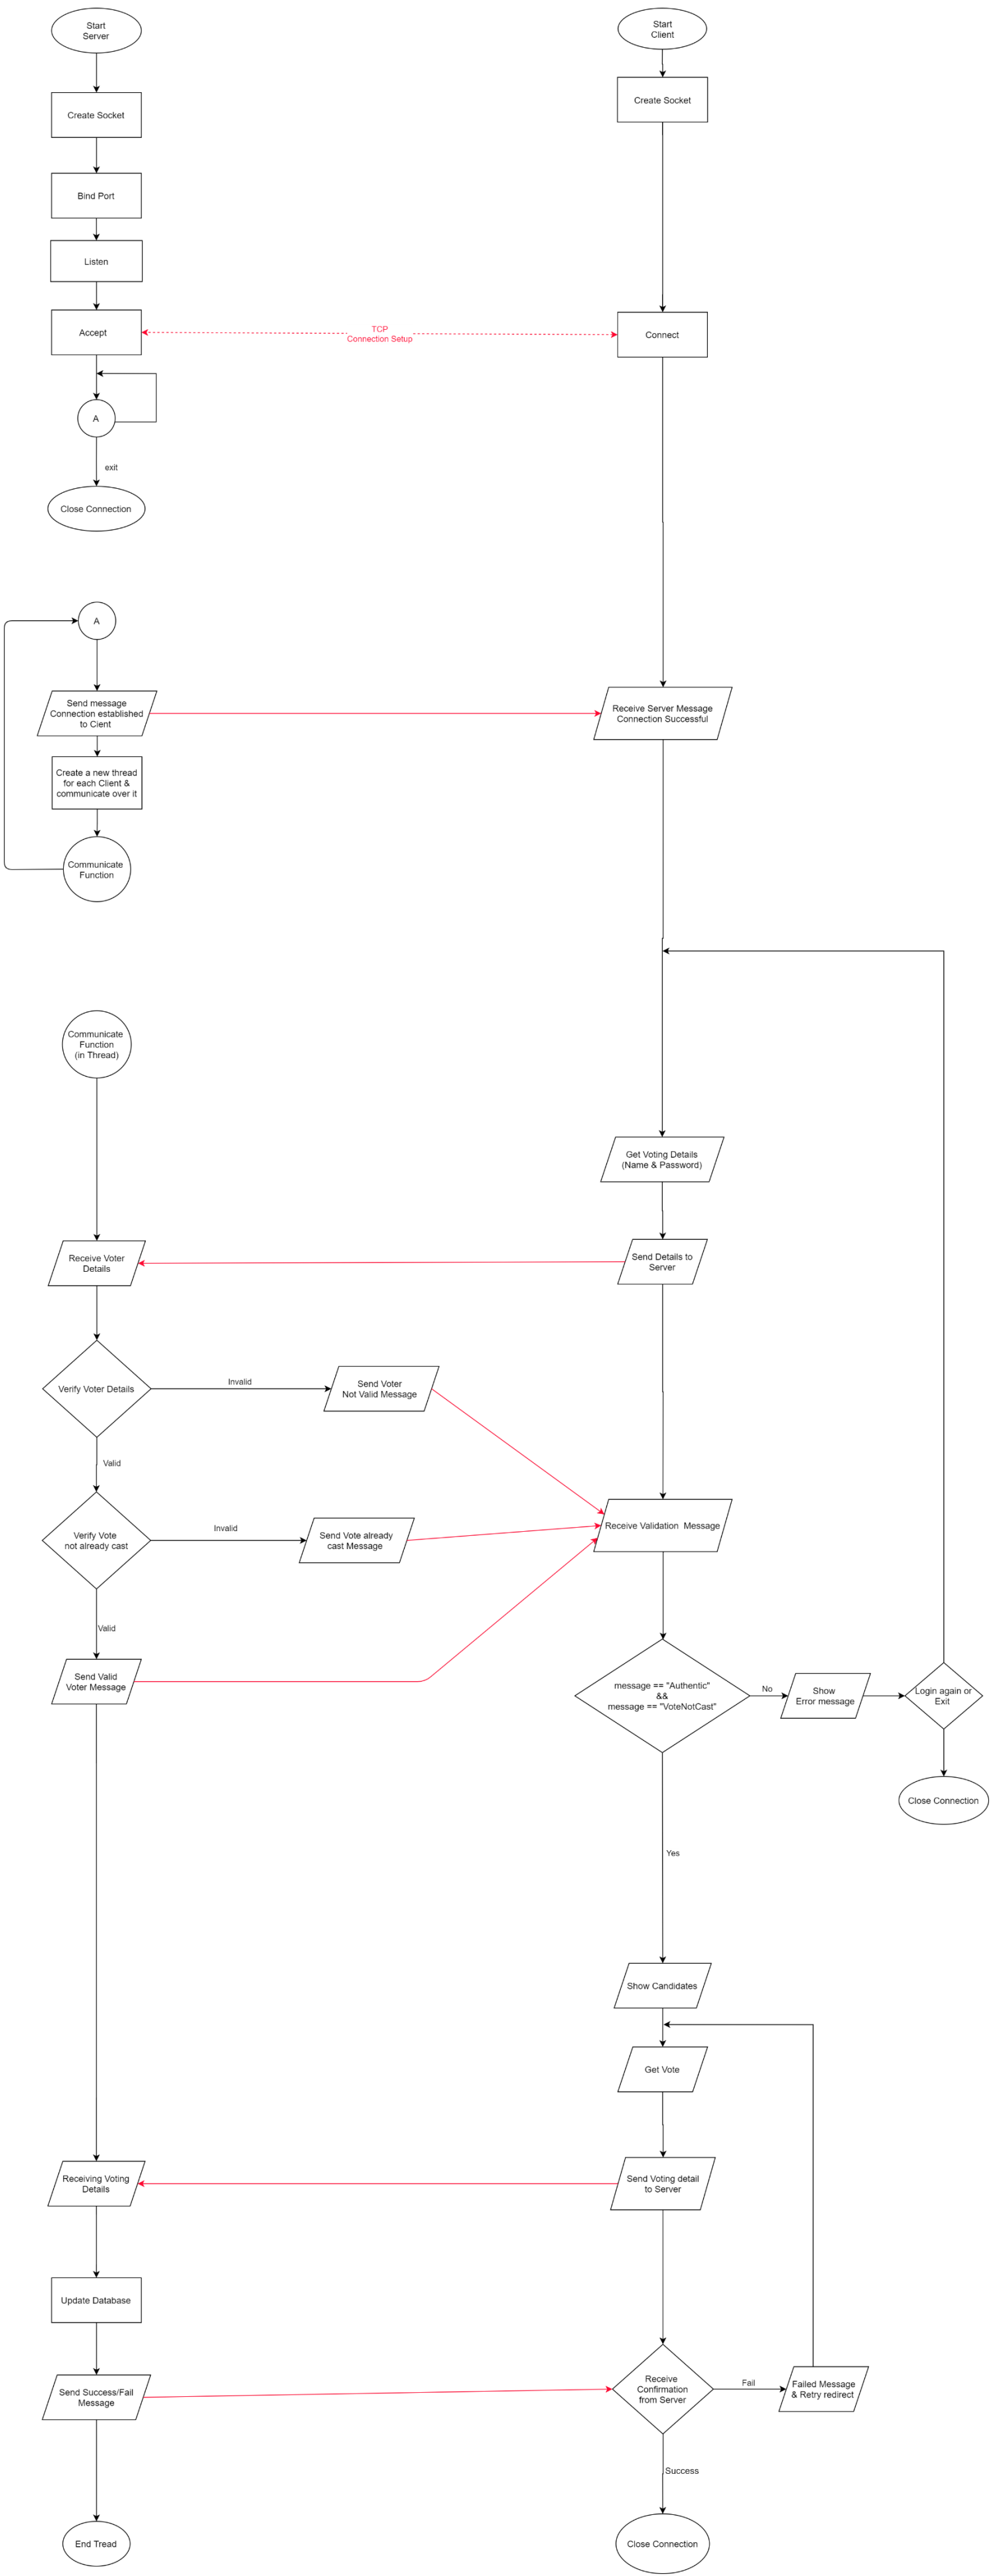 Start
Server
Create Socket
Bind Port
Listen
Accept
TCP
Connection Setup
A
exit
Close Connection
Start
Client
Create Socket
Connect
A
Send message
Connection established
to Cient
Create a new thread
for each Client &
communicate over it
Communicate
Function
Receive Server Message
Connection Successful
Communicate
Function
(in Thread)
Get Voting Details
(Name & Password)
Receive Voter
Details
Send Details to
Server
Verify Voter Details
Invalid
Send Voter
Not Valid Message
Valid
Verify Vote
not already cast
Invalid
Send Vote already
cast Message
Receive Validation Message
Valid
Send Valid
Voter Message
message == "Authentic"
&&
message == "VoteNotCast"
No
Show
Error message
Login again or
Exit
Close Connection
Yes
Show Candidates
Get Vote
Receiving Voting
Details
Send Voting detail
to Server
Update Database
Send Success/Fail
Message
Receive
Confirmation
from Server
Fail
Failed Message
& Retry redirect
Success
End Tread
Close Connection